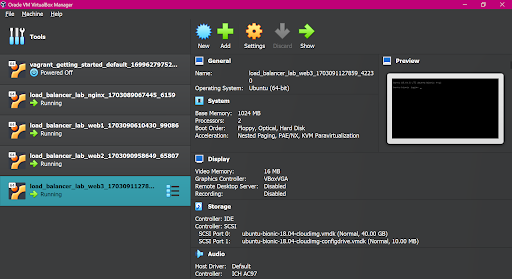 Oracle VM VirtualBox Manager
File Machine Help
Tools
New
Add
Settings
Discard
Show
vagrant_getting_started_default_16996279752...
Powered Off
load_balancer_lab_nginx_1703089067445_6159
Running
load_balancer_lab_web1_1703090610430_99086
Running
load_balancer_lab_web2_1703090958649_65807
Running
load_balancer_lab_web3_17030911278...
Running
General
Name: load_balancer_lab_web3_1703091127859_4223
0
Operating System: Ubuntu (64-bit)
System
Base Memory: 1024 MB
Processors: 2
Boot Order: Floppy, Optical, Hard Disk
Acceleration: Nested Paging, PAE/NX, KVM Paravirtualization
Display
Video Memory: 16 MB
Graphics Controller: VBoxVGA
Remote Desktop Server: Disabled
Recording: Disabled
Storage
Controller: IDE
Controller: SCSI
SCSI Port 0: ubuntu-bionic-18.04-cloudimg.vmdk (Normal, 40.00 GB)
SCSI Port 1: ubuntu-bionic-18.04-cloudimg-configdrive.vmdk (Normal, 10.00 MB)
Audio
Host Driver: Default
Controller: ICH AC97
Preview